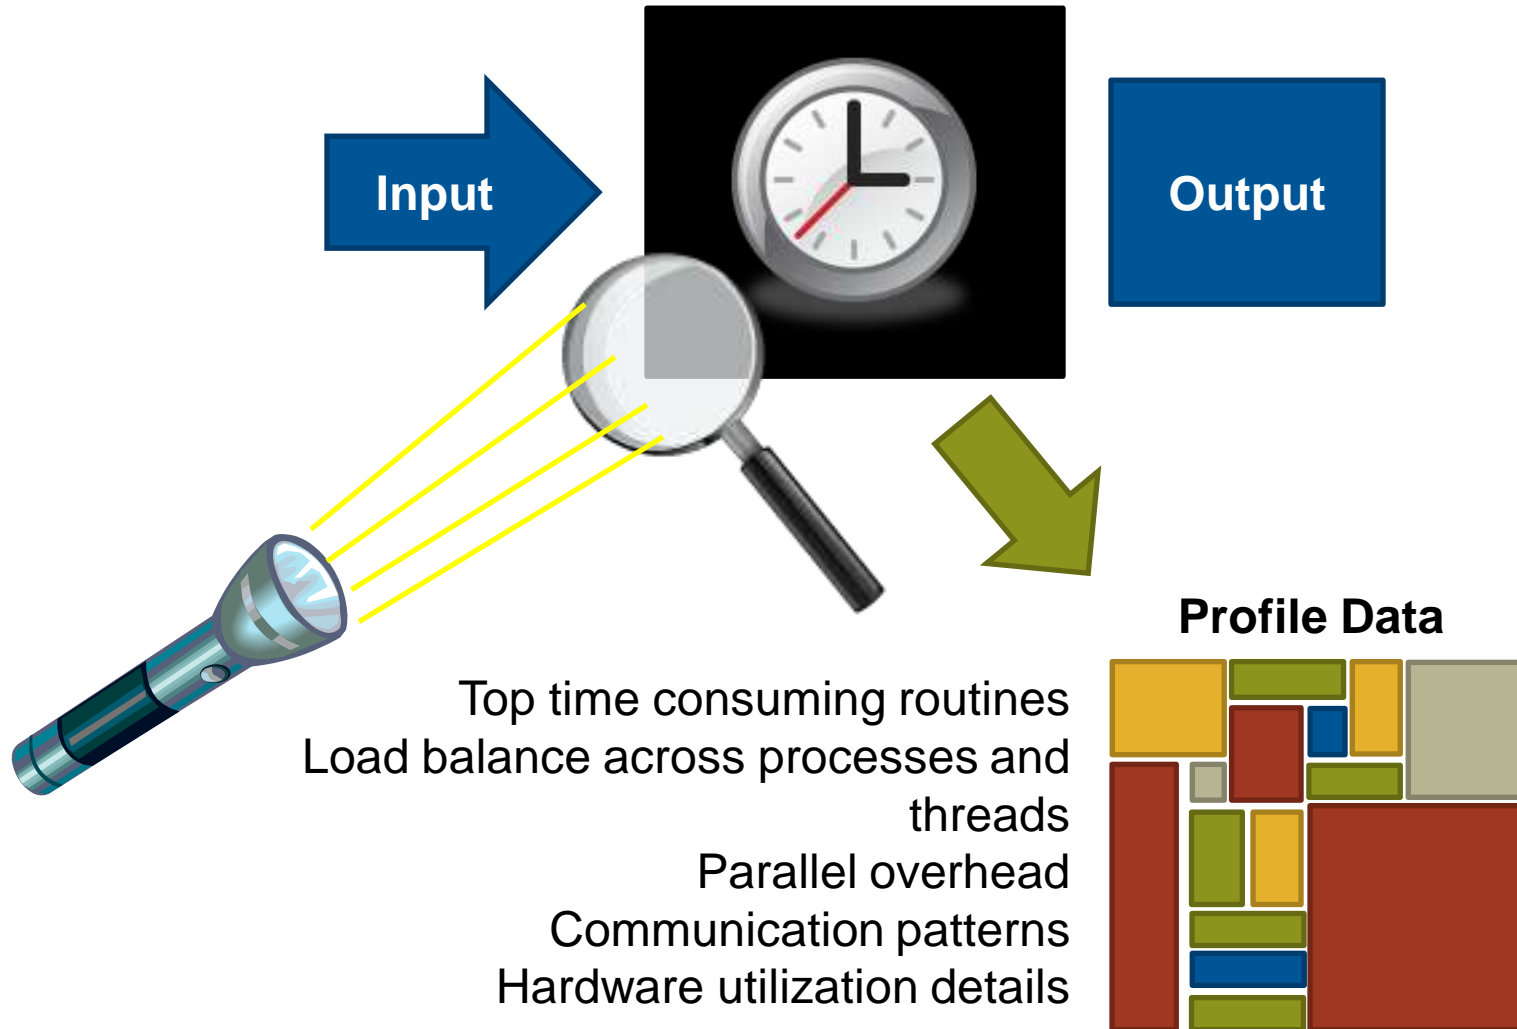 Input
Output
Profile Data
Top time consuming routines
Load balance across processes and
threads
Parallel overhead
Communication patterns
Hardware utilization details